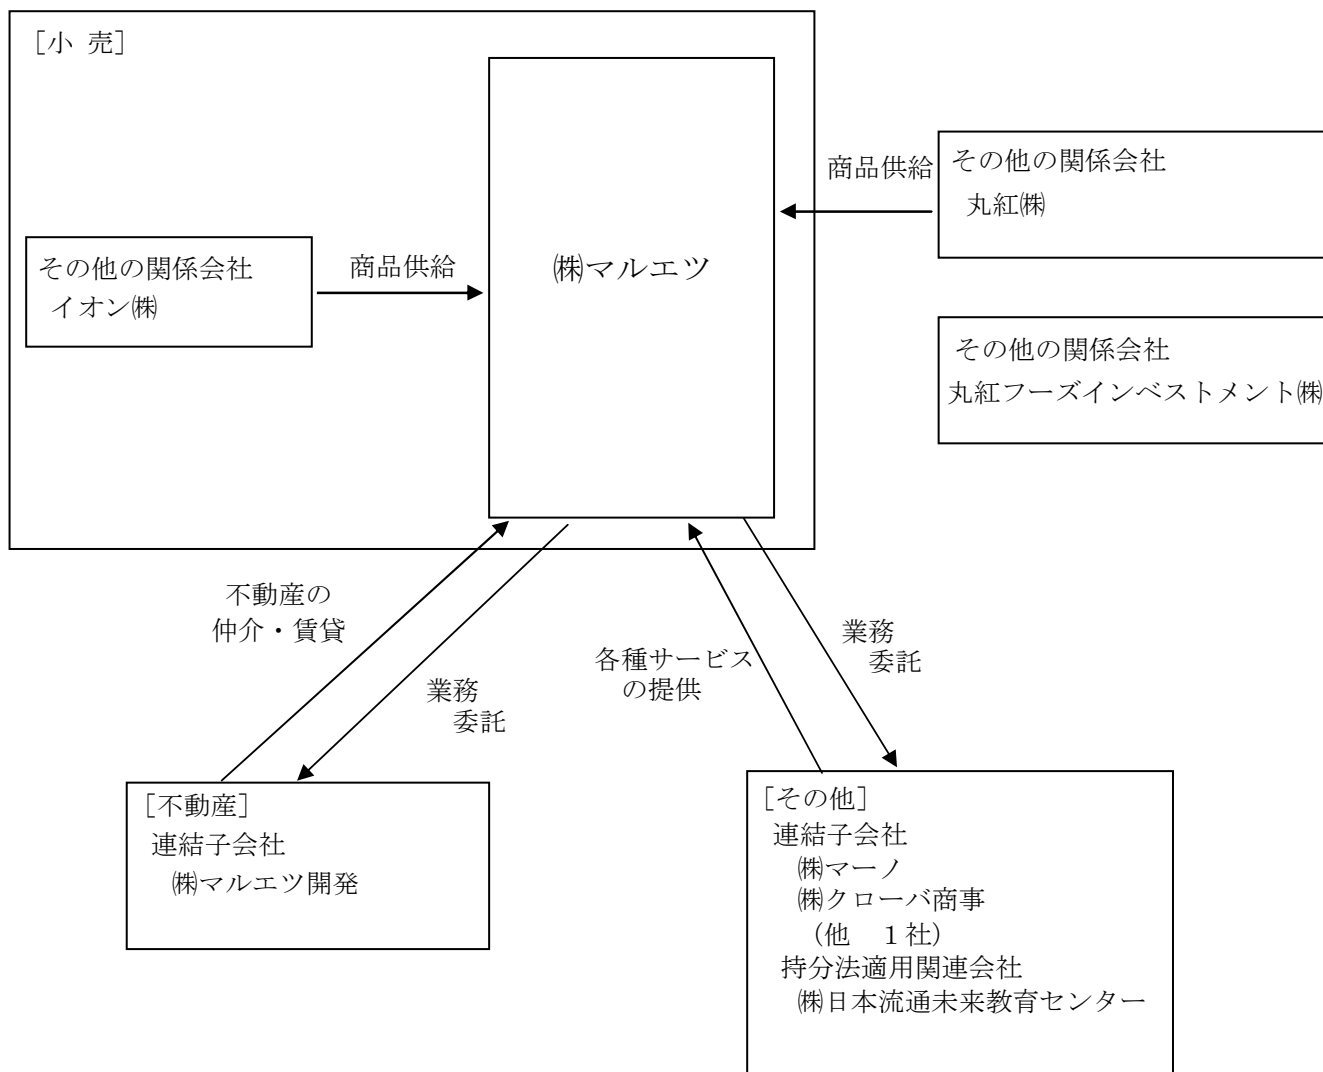 ［小 売］
商品供給
その他の関係会社
丸紅㈱
その他の関係会社
イオン㈱
商品供給
㈱マルエツ
その他の関係会社
丸紅フーズインベストメント㈱
不動産の
仲介・賃貸
業務
委託
各種サービス
の提供
業務
委託
［不動産］
連結子会社
㈱マルエツ開発
［その他］
連結子会社
㈱マーノ
㈱クローバ商事
（他　１社）
持分法適用関連会社
㈱日本流通未来教育センター